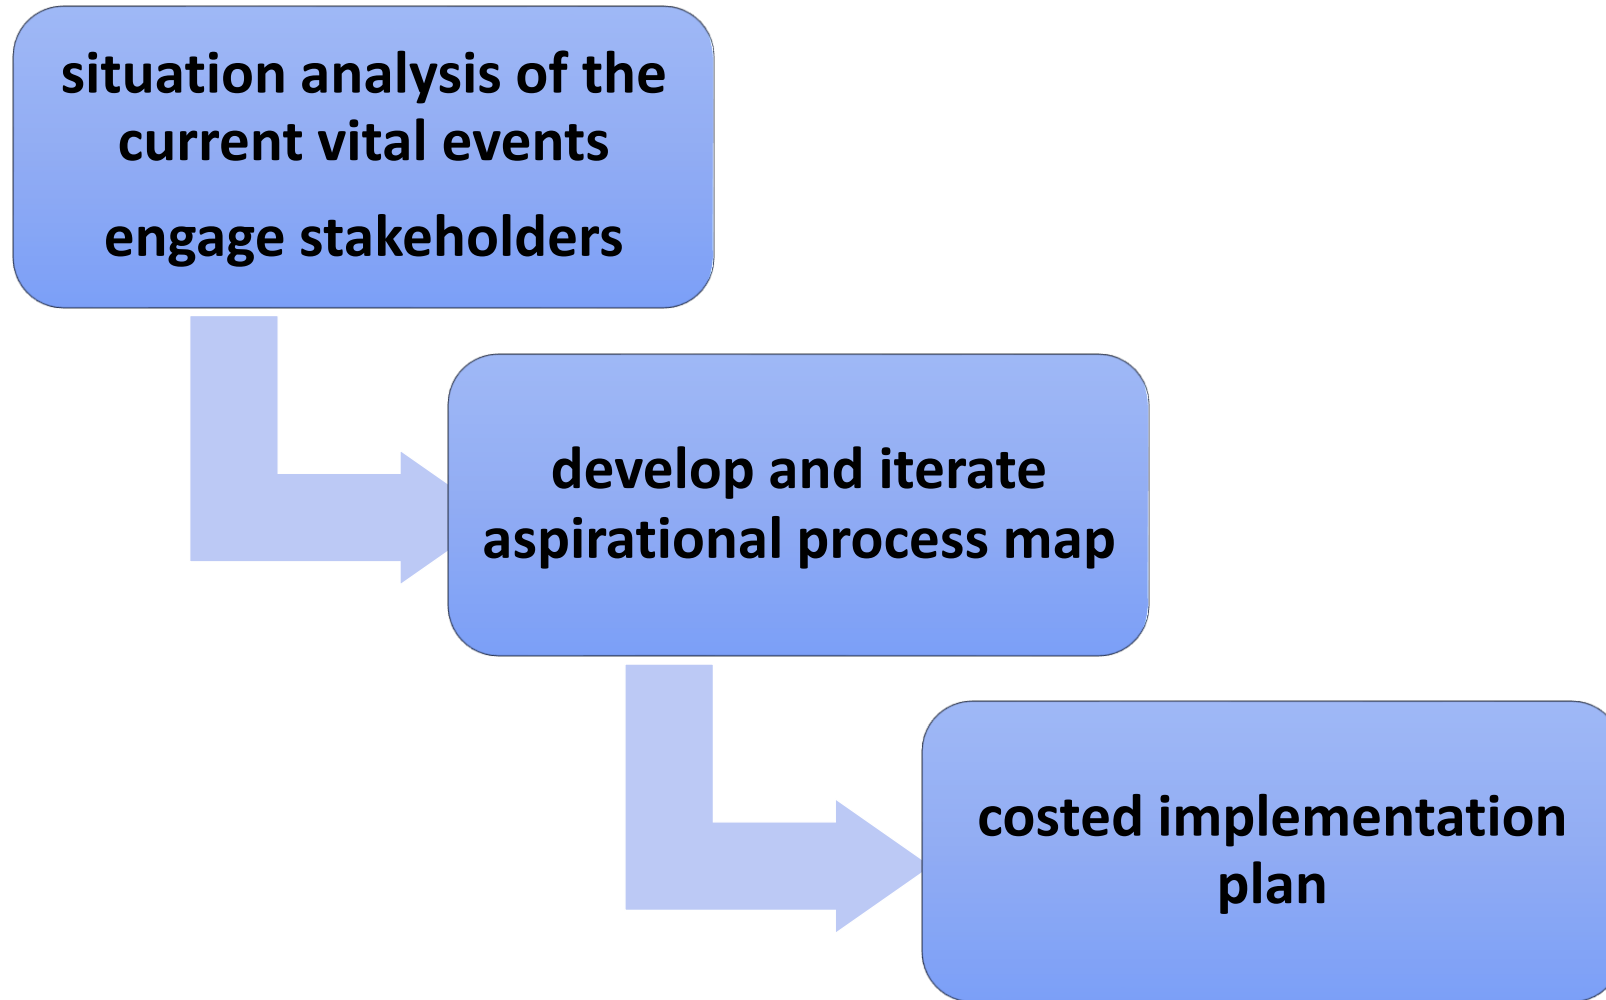 situation analysis of the
current vital events
engage stakeholders
develop and iterate
aspirational process map
costed implementation
plan